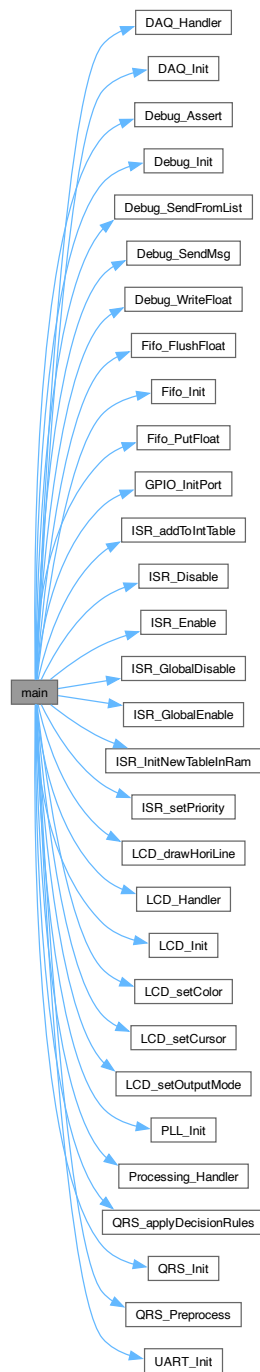 DAQ_Handler
DAQ_Init
Debug_Assert
Debug_Init
Debug_SendFromList
Debug_SendMsg
Debug_WriteFloat
Fifo_FlushFloat
Fifo_Init
Fifo_PutFloat
GPIO_InitPort
ISR_addToIntTable
ISR_Disable
ISR_Enable
ISR_GlobalDisable
main
ISR_GlobalEnable
ISR_InitNewTableInRam
ISR_setPriority
LCD_drawHoriLine
LCD_Handler
LCD_Init
LCD_setColor
LCD_setCursor
LCD_setOutputMode
PLL_Init
Processing_Handler
QRS_applyDecisionRules
QRS_Init
QRS_Preprocess
UART_Init